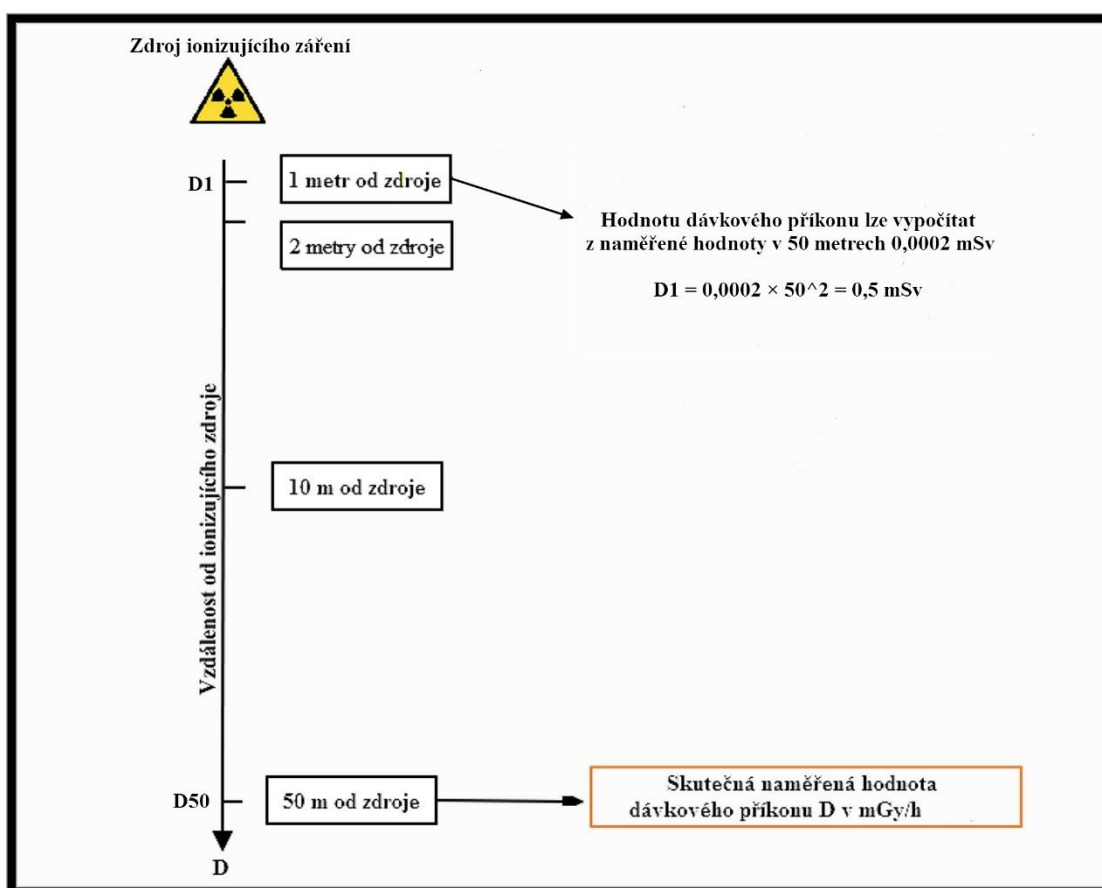 Zdroj ionizujícího záření
D1
1 metr od zdroje
2 metry od zdroje
Hodnotu dávkového příkonu lze vypočítat
z naměřené hodnoty v 50 metrech 0,0002 mSv
D1 = 0,0002 × 50^2 = 0,5 mSv
Vzdálenost od ionizujícího zdroje
10 m od zdroje
D50
50 m od zdroje
Skutečná naměřená hodnota
dávkového příkonu D v mGy/h
D